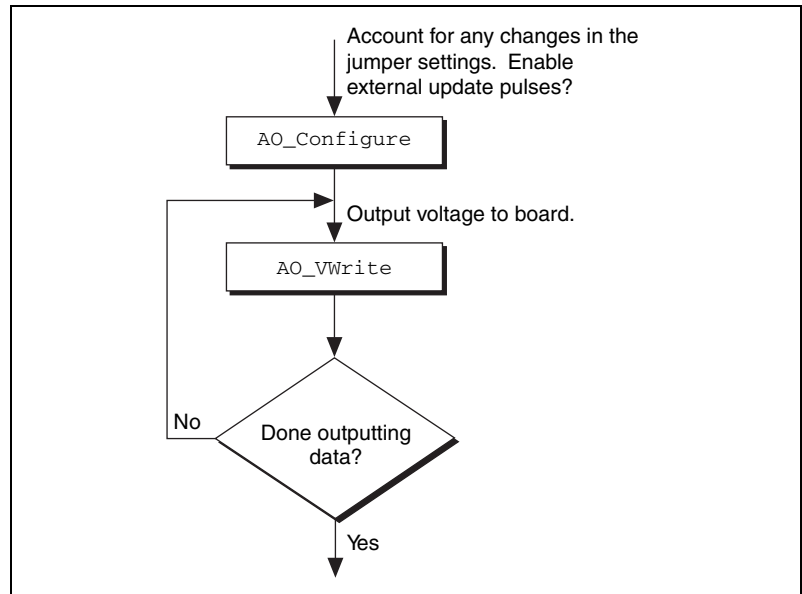 Account for any changes in the
jumper settings.  Enable
external update pulses?
AO_Configure
Output voltage to board.
AO_VWrite
No
Done outputting
data?
Yes